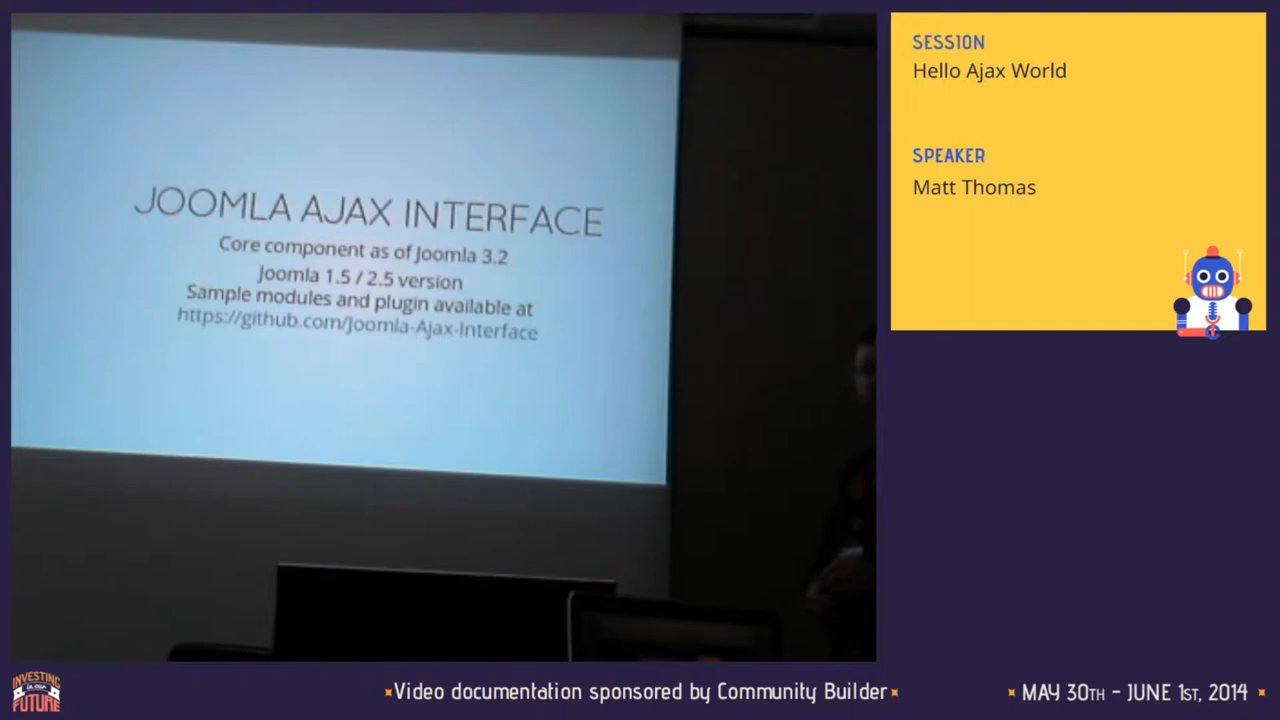 JOOMLA AJAX INTERFACE
Core component as of Joomla 3.2
Joomla 1.5 / 2.5 version
Sample modules and plugin available at
https://github.com/Joomla-Ajax-Interface
SESSION
Hello Ajax World
SPEAKER
Matt Thomas
INVESTING
IN OUR
FUTURE
Video documentation sponsored by Community Builder
MAY 30TH - JUNE 1ST, 2014